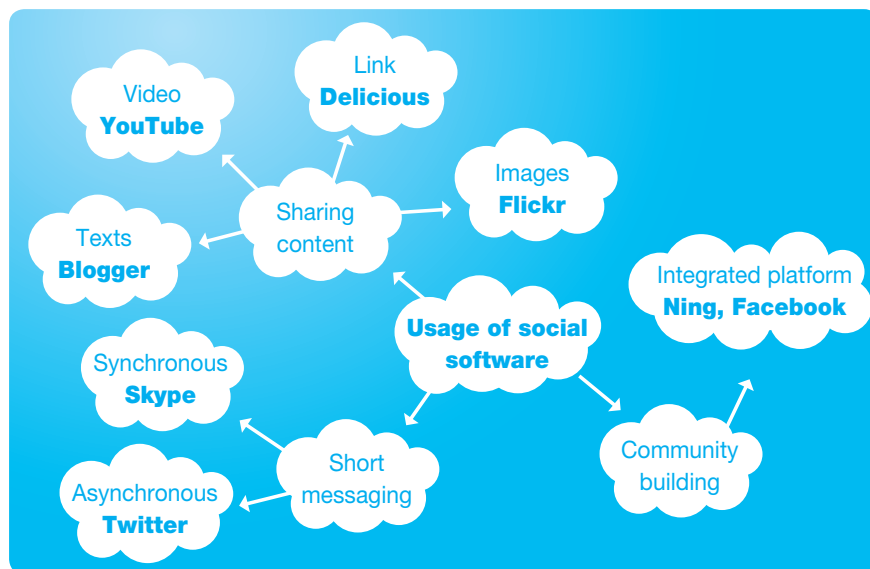 Link
Delicious
Video
YouTube
Images
Flickr
Sharing
content
Texts
Blogger
Integrated platform
Ning, Facebook
Usage of social
software
Synchronous
Skype
Short
messaging
Community
building
Asynchronous
Twitter